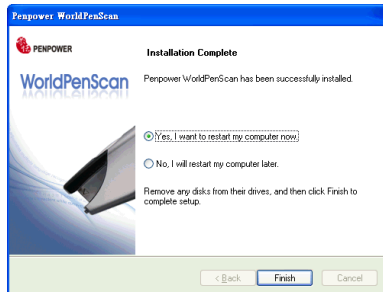 Penpower WorldPenScan
PENPOWER
WorldPenScan
Installation Complete
Penpower WorldPenScan has been successfully installed.
Yes, I want to restart my computer now.
No, I will restart my computer later.
Remove any disks from their drives, and then click Finish to
complete setup.
< Back
Finish
Cancel